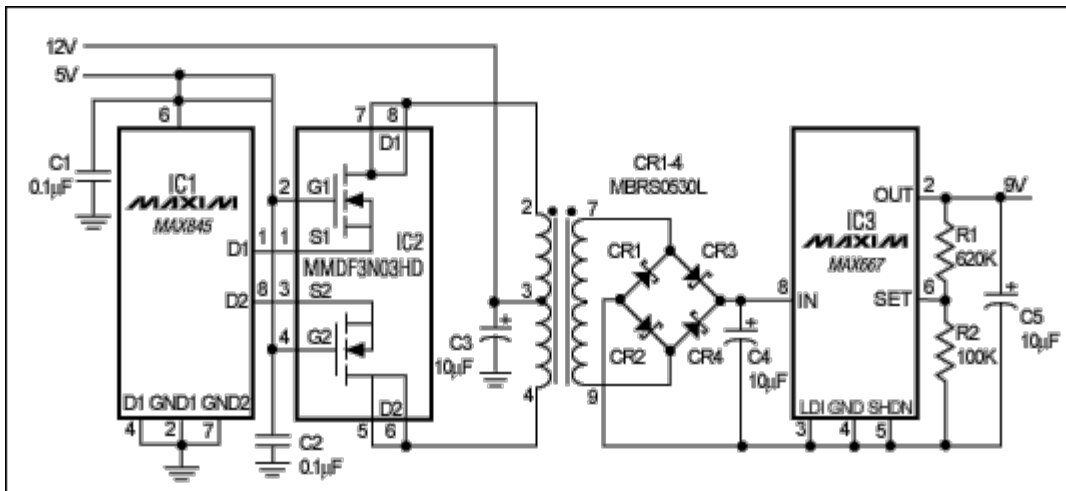 12V
5V
6
7 8
D1
C1
0.1µF
IC1
MAXIM
MAX845
2
G1
D1
1
1
S1
IC2
MMDF3N03HD
D2
8
3
S2
4
G2
D2
5
6
D1 GND1 GND2
4
2
7
C2
0.1µF
C3
10µF
2
3
4
7
9
CR1-4
MBRS0530L
CR1
CR3
CR2
CR4
+
C4
10µF
+
8
IN
IC3
MAXIM
MAX667
OUT
2
9V
SET
6
R1
620K
R2
100K
+
C5
10µF
LDI GND SHDN
3
4
5